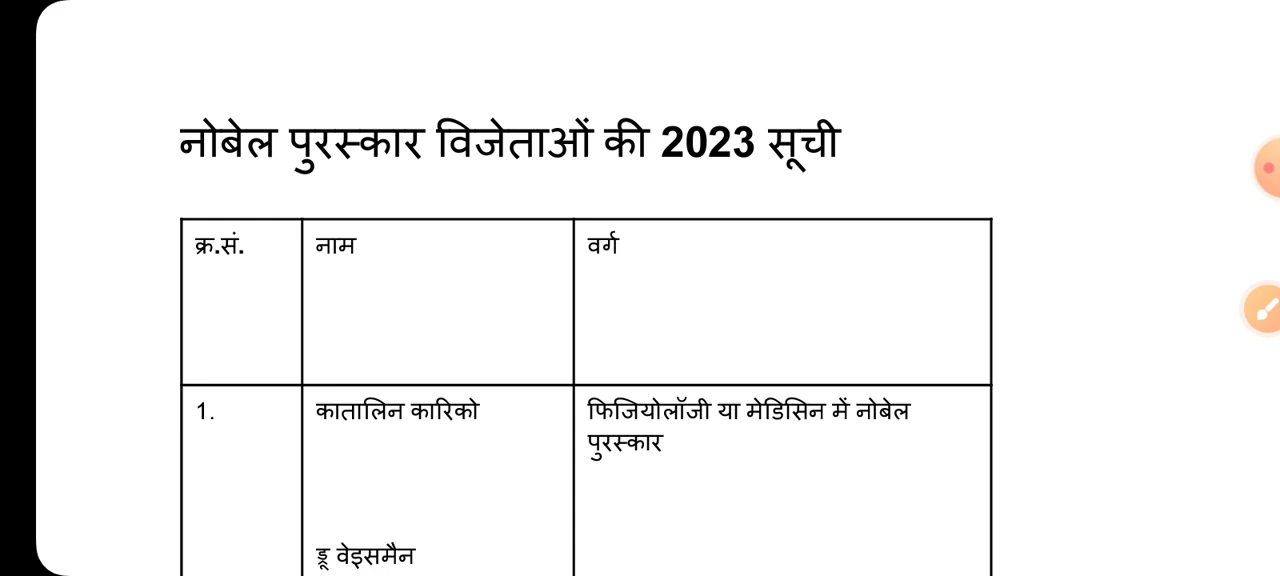 नोबेल पुरस्कार विजेताओं की 2023 सूची
क्र.सं. नाम वर्ग
1. कातालिन कारिको फिजियोलॉजी या मेडिसिन में नोबेल
पुरस्कार
ड्रू वेइसमैन